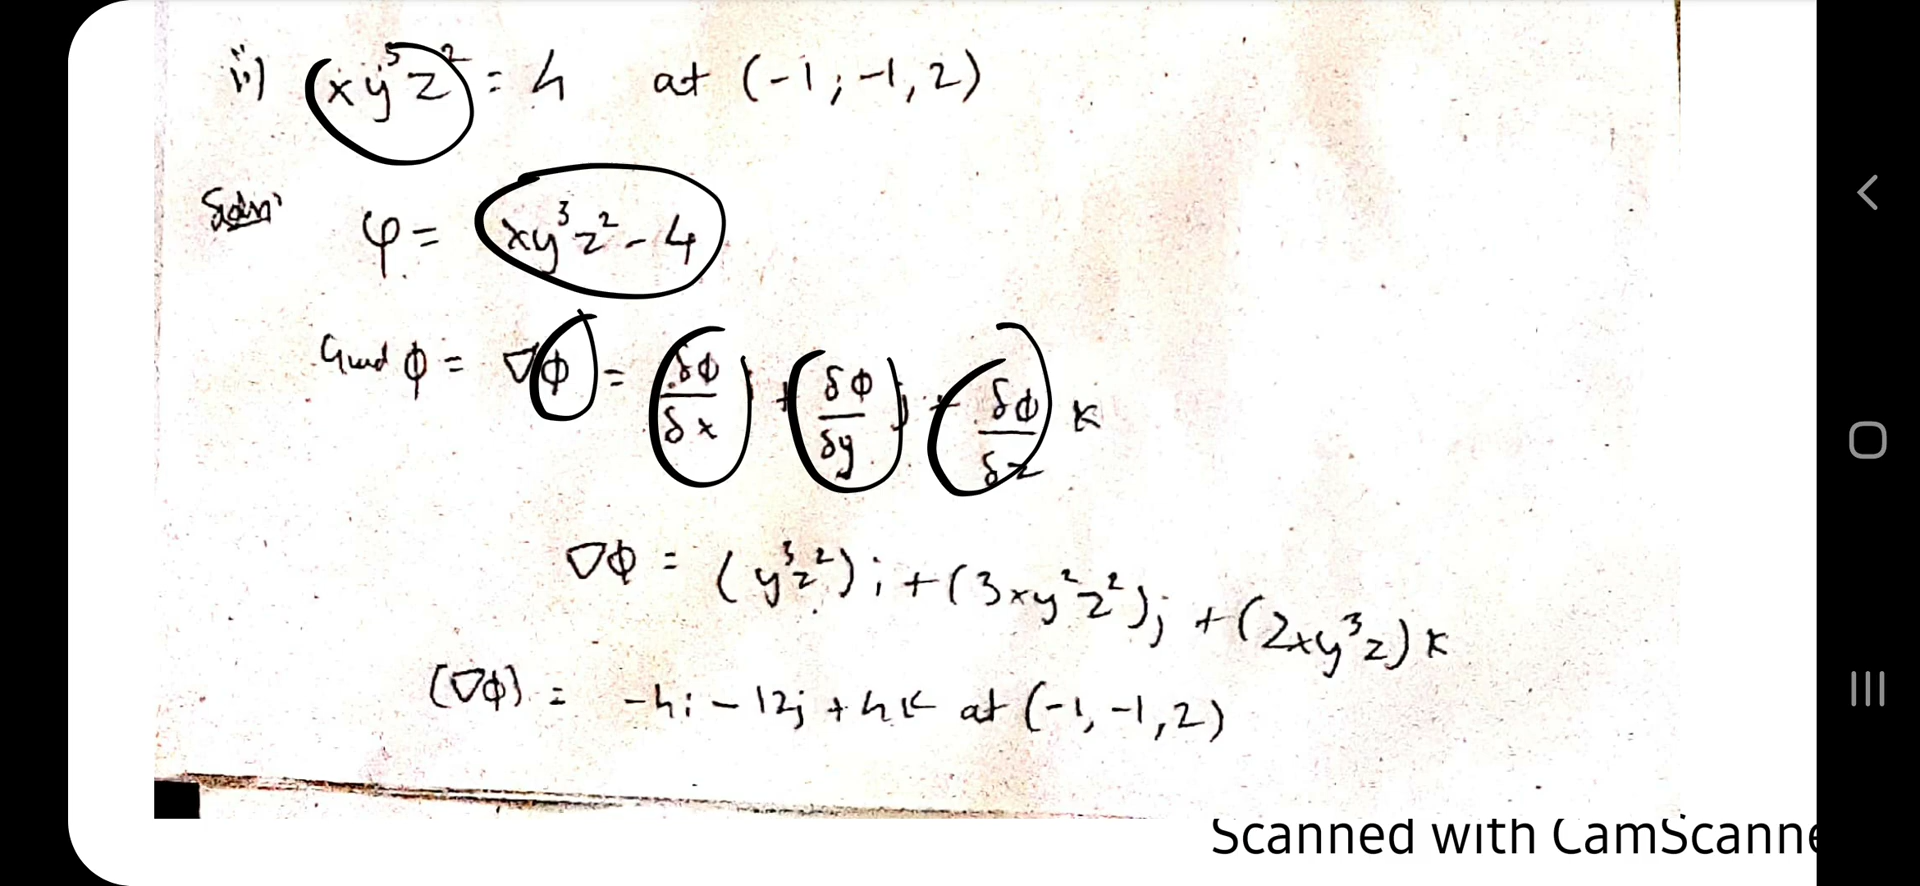 ii) (xy³z²) = 4 at (-1, -1, 2)
Soln: φ = xy³z² - 4
Grad ϕ = ∇ϕ = (δϕ/δx) i + (δϕ/δy) j + (δϕ/δz) k
∇ϕ = (y³z²) i + (3xy²z²) j + (2xy³z) k
(∇ϕ) = -4i - 12j + 4k at (-1, -1, 2)
Scanned with CamScanne